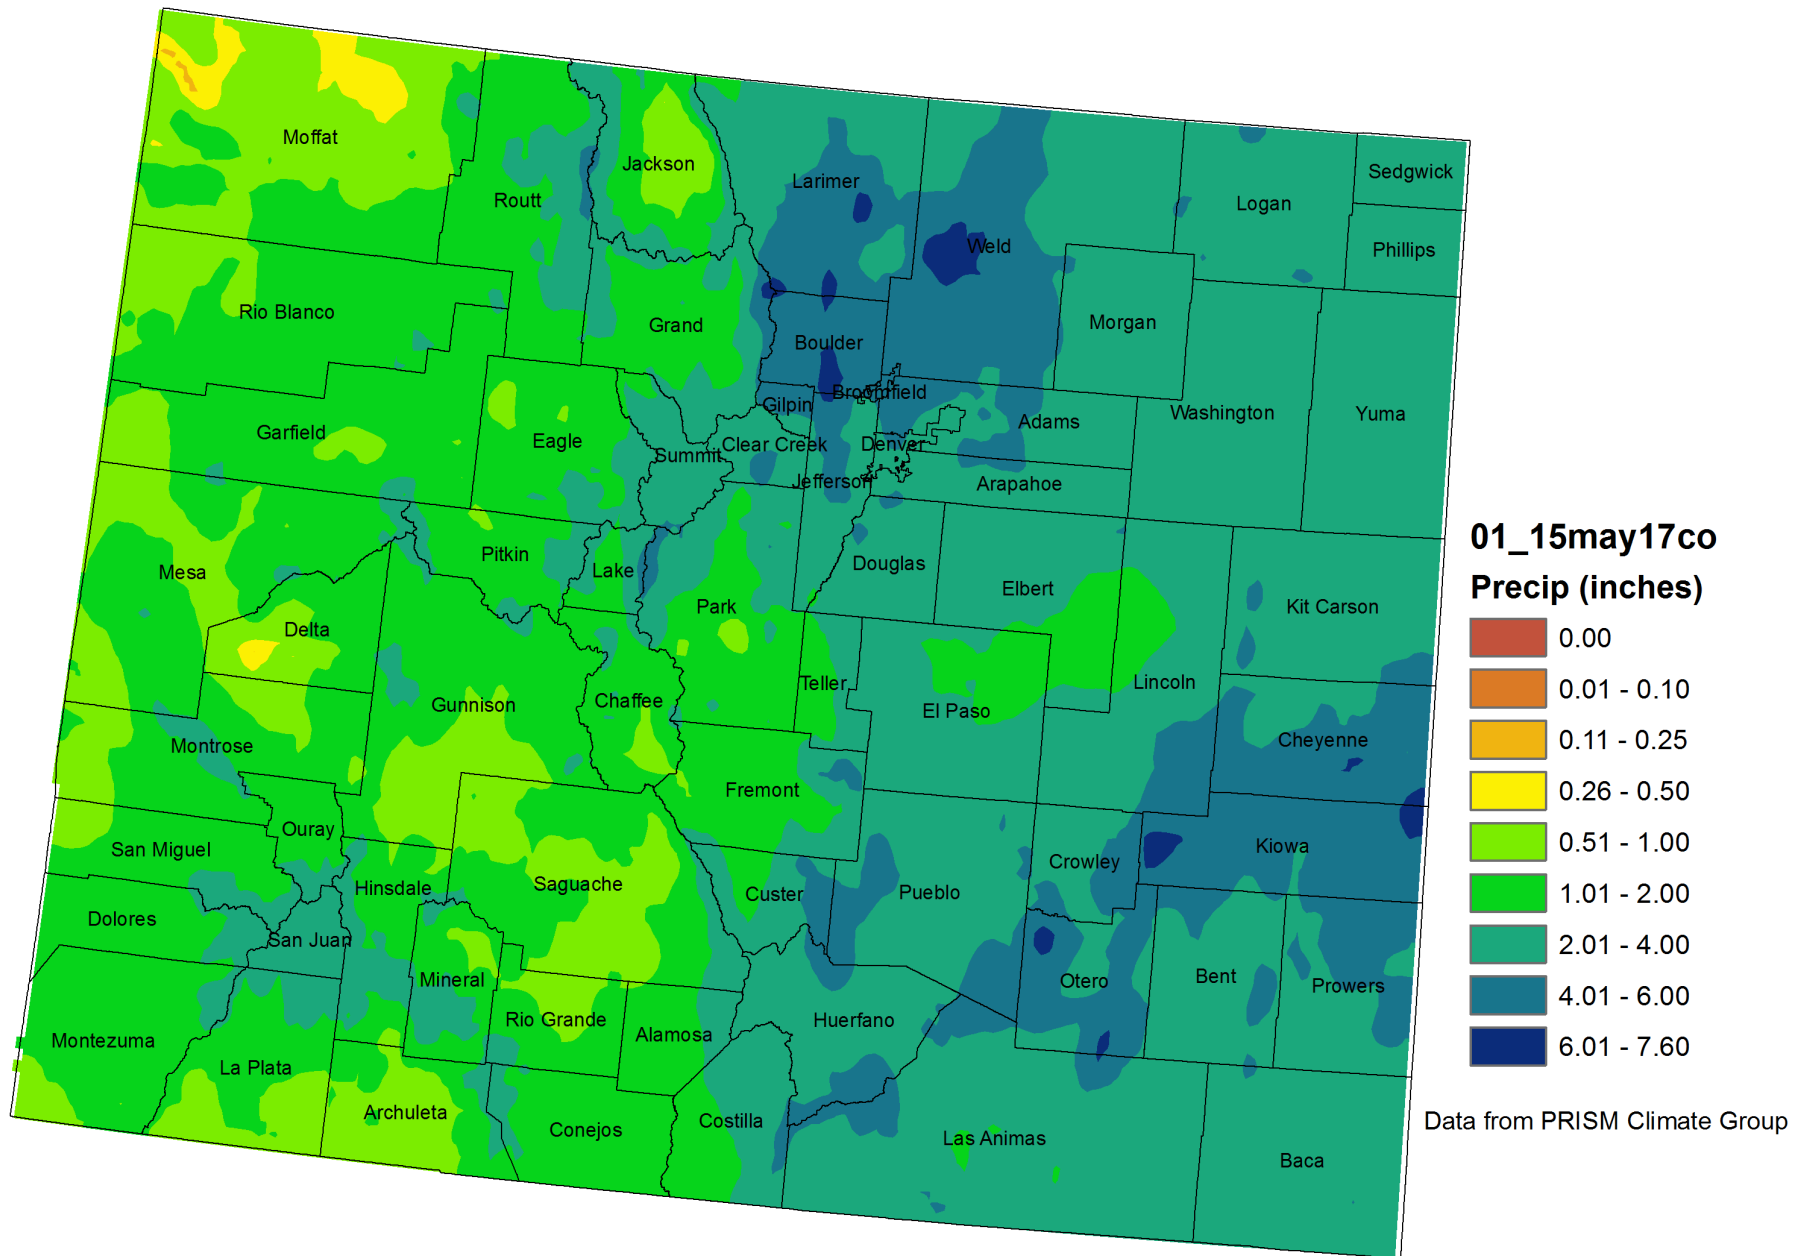 Moffat
Jackson
Routt
Larimer
Weld
Logan
Sedgwick
Phillips
Rio Blanco
Grand
Boulder
Morgan
Broomfield
Gilpin
Washington
Yuma
Garfield
Eagle
Summit
Clear Creek
Denver
Adams
Jefferson
Arapahoe
Mesa
Pitkin
Lake
Park
Douglas
Elbert
Kit Carson
Delta
Teller
Lincoln
Gunnison
Chaffee
El Paso
Cheyenne
Montrose
Fremont
Ouray
San Miguel
Hinsdale
Saguache
Custer
Pueblo
Crowley
Kiowa
Dolores
San Juan
Mineral
Otero
Bent
Prowers
Rio Grande
Alamosa
Huerfano
Montezuma
La Plata
Archuleta
Conejos
Costilla
Las Animas
Baca
01_15may17co
Precip (inches)
0.00
0.01 - 0.10
0.11 - 0.25
0.26 - 0.50
0.51 - 1.00
1.01 - 2.00
2.01 - 4.00
4.01 - 6.00
6.01 - 7.60
Data from PRISM Climate Group